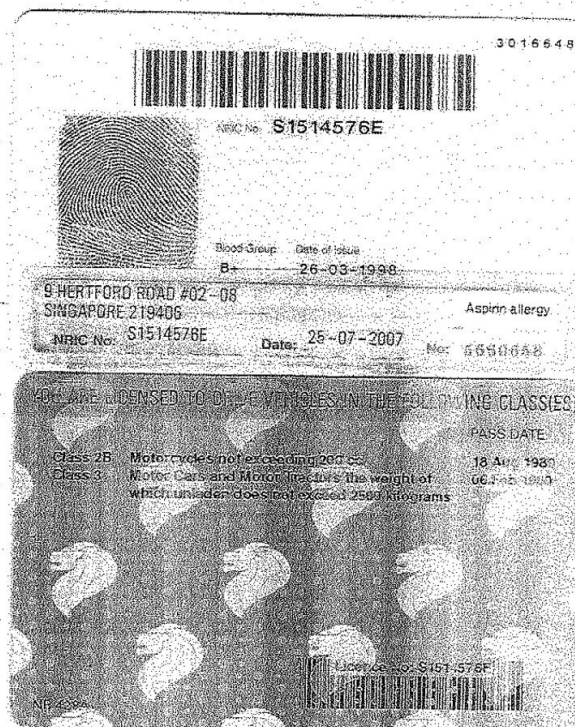 3016648
NRIC No. S1514576E
Blood Group Date of Issue
B+ 26-03-1998
9 HERTFORD ROAD #02-08
SINGAPORE 219406
Aspirin allergy
NRIC No: S1514576E Date: 25-07-2007 No:
YOU ARE LICENSED TO DRIVE VEHICLES IN THE FOLLOWING CLASS(ES)
PASS DATE
Class 2B Motorcycles not exceeding 200 cc 18 Aug
Class 3 Motor Cars and Motor Tractors the weight of
which unladen does not exceed 2500 kilograms
Licence No: